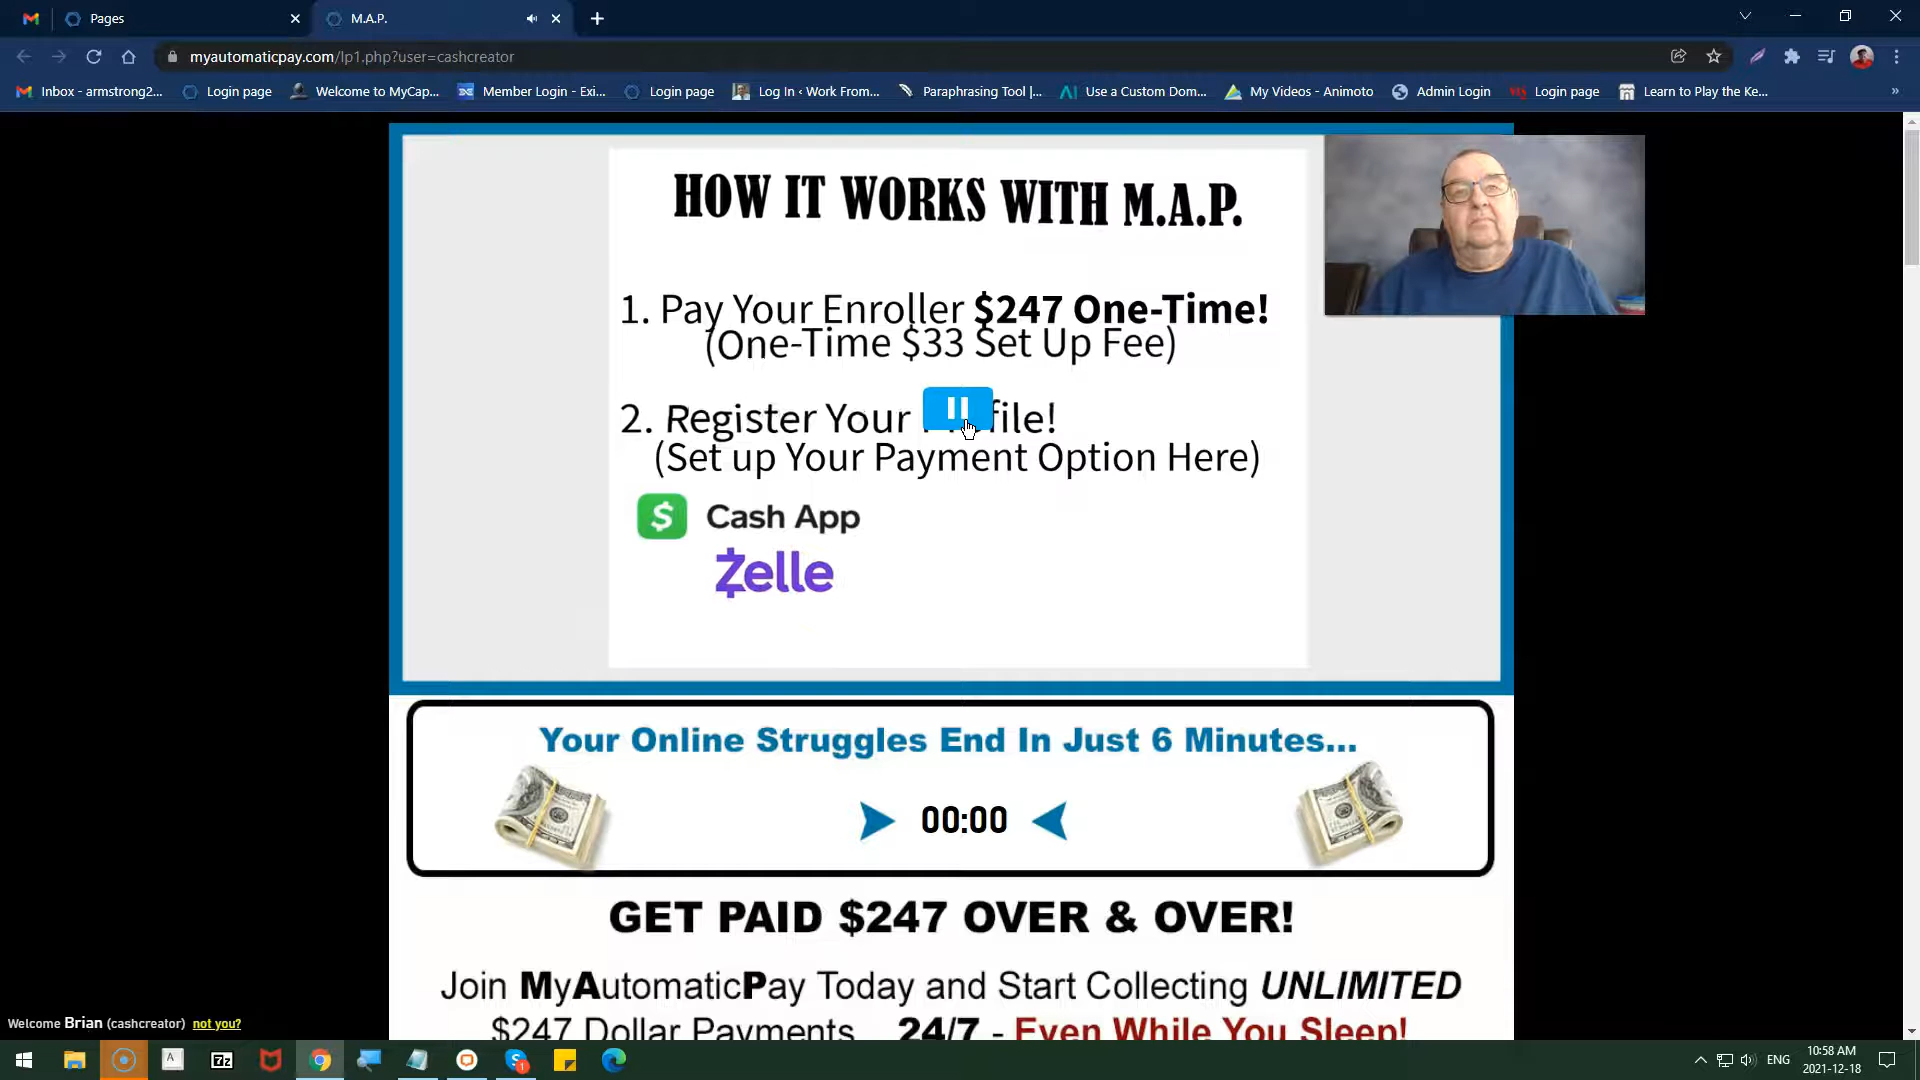 Pages
M.A.P.
myautomaticpay.com/lp1.php?user=cashcreator
Inbox - armstrong2...
Login page
Welcome to MyCap...
Member Login - Exi...
Login page
Log In ‹ Work From...
Paraphrasing Tool |...
Use a Custom Dom...
My Videos - Animoto
Admin Login
Login page
Learn to Play the Ke...
»
HOW IT WORKS WITH M.A.P.
1. Pay Your Enroller $247 One-Time!
(One-Time $33 Set Up Fee)
2. Register Your file!
(Set up Your Payment Option Here)
$ Cash App
Zelle
Your Online Struggles End In Just 6 Minutes...
00:00
GET PAID $247 OVER & OVER!
Join MyAutomaticPay Today and Start Collecting UNLIMITED
$247 Dollar Payments 24/7 - Even While You Sleep!
Welcome Brian (cashcreator) not you?
A
7z
S 1
ENG
10:58 AM
2021-12-18